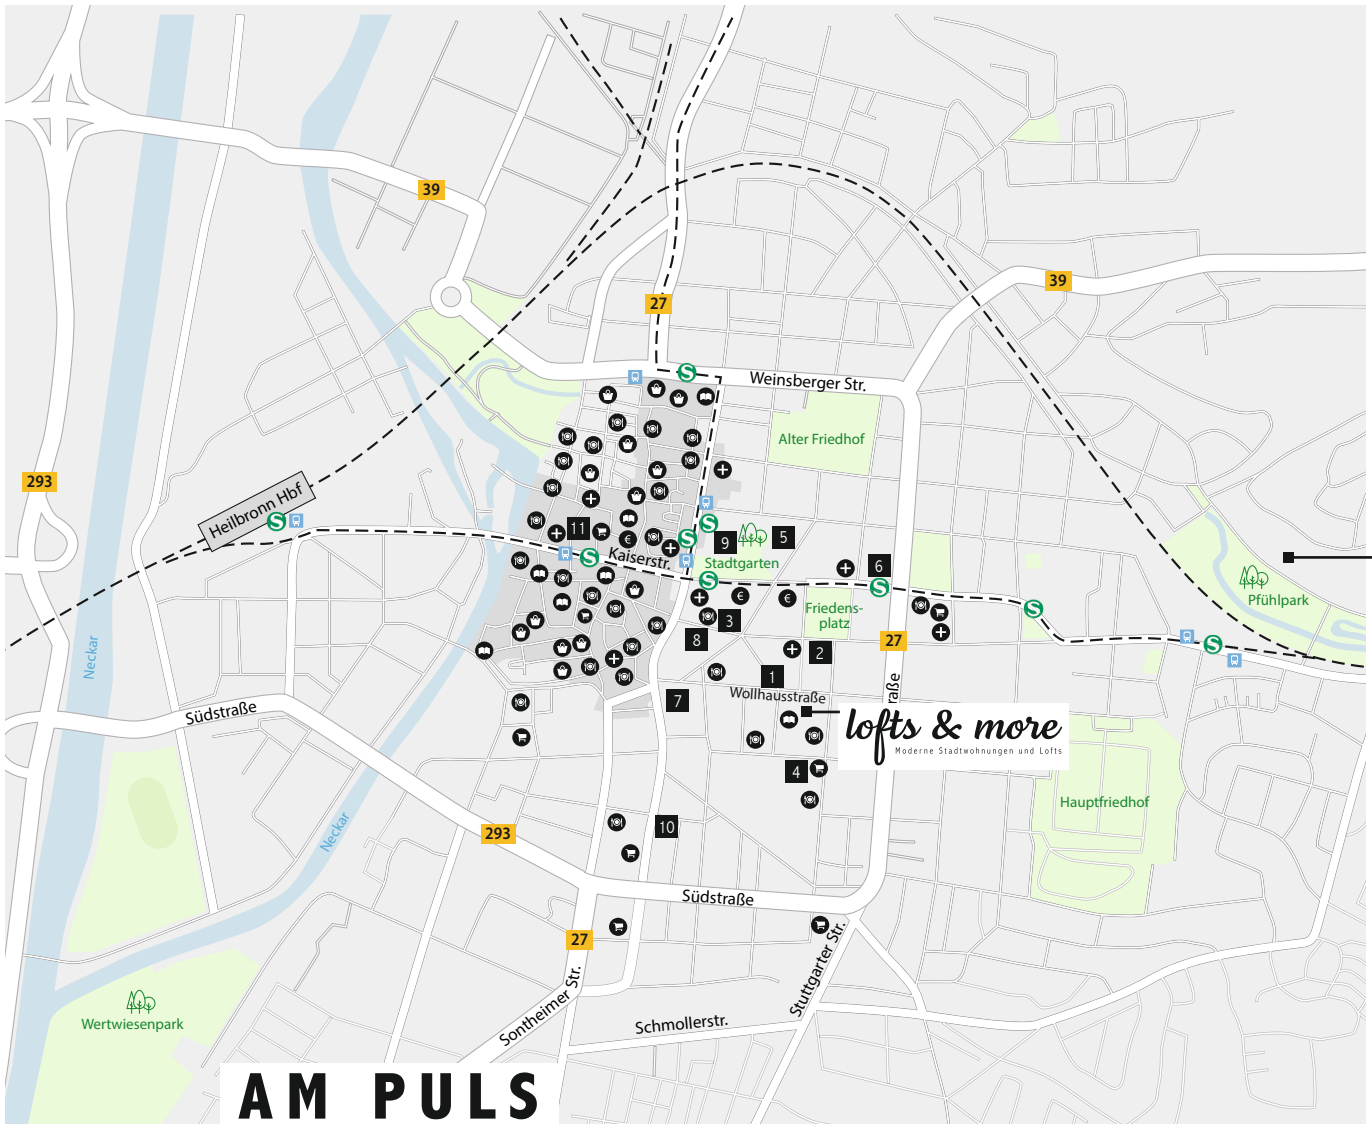 39
27
39
Weinsberger Str.
Alter Friedhof
293
Heilbronn Hbf
S
S
S
S
S
S
S
S
S
S
11
Kaiserstr.
9
5
Stadtgarten
6
Pfühlpark
Friedens-
platz
3
8
2
27
Neckar
1
7
Wollhausstraße
raße
Südstraße
lofts & more
Moderne Stadtwohnungen und Lofts
4
Hauptfriedhof
Neckar
293
10
Südstraße
27
Stuttgarter Str.
Sontheimer Str.
Schmollerstr.
Wertwiesenpark
AM PULS